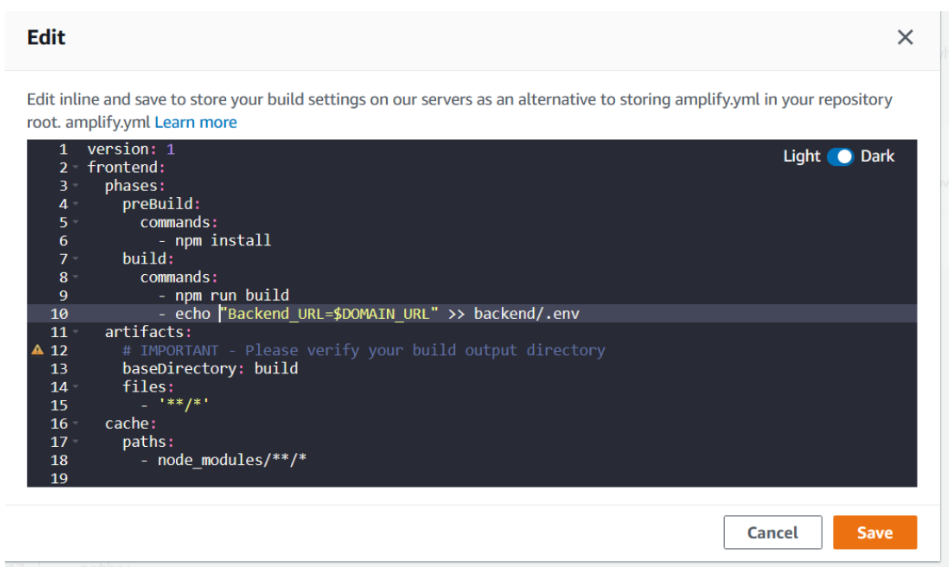 Edit
Edit inline and save to store your build settings on our servers as an alternative to storing amplify.yml in your repository
root. amplify.yml Learn more
Light Dark
1 version: 1
2 frontend:
3 phases:
4 preBuild:
5 commands:
6 - npm install
7 build:
8 commands:
9 - npm run build
10 - echo "Backend_URL=$DOMAIN_URL" >> backend/.env
11 artifacts:
12 # IMPORTANT - Please verify your build output directory
13 baseDirectory: build
14 files:
15 - '**/*'
16 cache:
17 paths:
18 - node_modules/**/*
19
Cancel Save